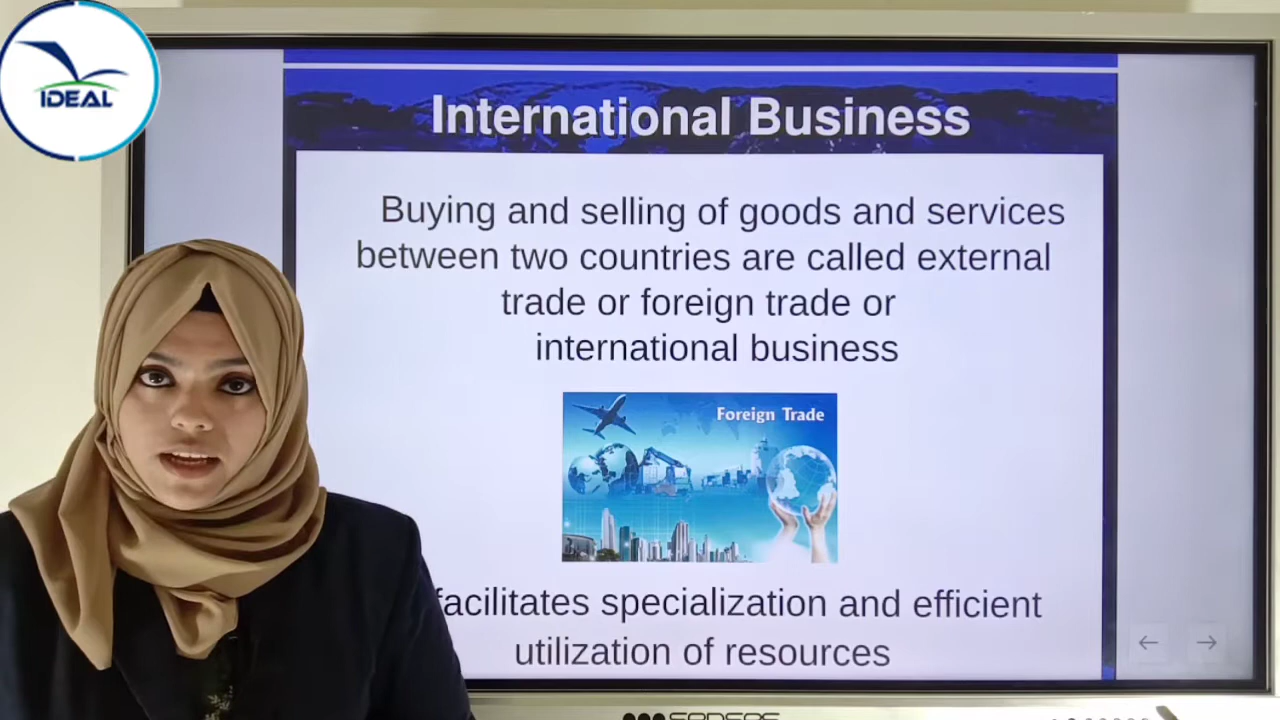 IDEAL
International Business
Buying and selling of goods and services
between two countries are called external
trade or foreign trade or
international business
Foreign Trade
facilitates specialization and efficient
utilization of resources